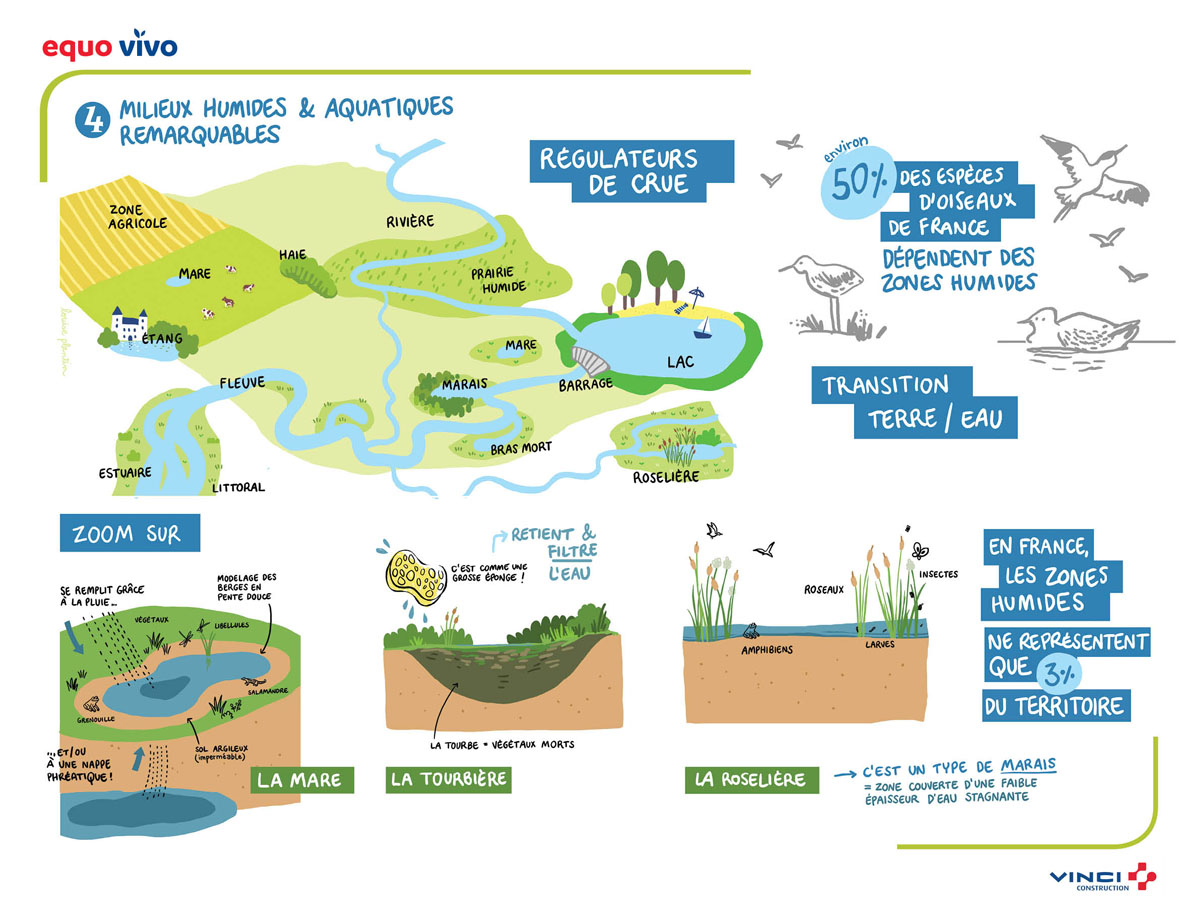 equo vivo
4
MILIEUX HUMIDES & AQUATIQUES
REMARQUABLES
RÉGULATEURS
DE CRUE
environ
50%
DES ESPÈCES
D'OISEAUX
DE FRANCE
DÉPENDENT DES
ZONES HUMIDES
ZONE
AGRICOLE
RIVIÈRE
HAIE
MARE
PRAIRIE
HUMIDE
ÉTANG
MARE
LAC
FLEUVE
MARAIS
BARRAGE
BRAS MORT
ESTUAIRE
LITTORAL
ROSELIÈRE
louise plantin
TRANSITION
TERRE / EAU
ZOOM SUR
SE REMPLIT GRÂCE
À LA PLUIE...
MODELAGE DES
BERGES EN
PENTE DOUCE
VÉGÉTAUX
LIBELLULES
SALAMANDRE
GRENOUILLE
SOL ARGILEUX
(imperméable)
...ET/OU
À UNE NAPPE
PHRÉATIQUE !
LA MARE
RETIENT &
FILTRE
L'EAU
C'EST COMME UNE
GROSSE ÉPONGE !
LA TOURBE = VÉGÉTAUX MORTS
LA TOURBIÈRE
ROSEAUX
INSECTES
AMPHIBIENS
LARVES
LA ROSELIÈRE
C'EST UN TYPE DE MARAIS
= ZONE COUVERTE D'UNE FAIBLE
ÉPAISSEUR D'EAU STAGNANTE
EN FRANCE,
LES ZONES
HUMIDES
NE REPRÉSENTENT
QUE 3%
DU TERRITOIRE
VINCI
CONSTRUCTION